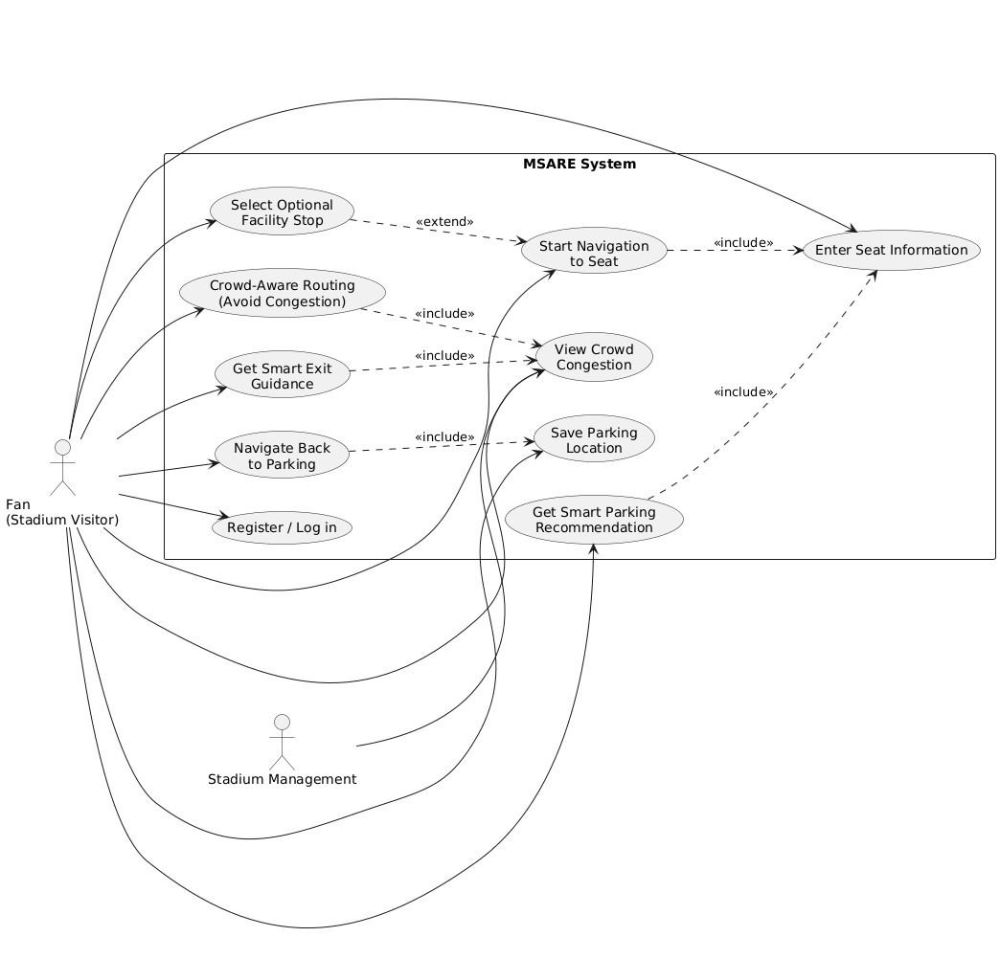 MSARE System
Select Optional
Facility Stop
«extend»
Start Navigation
to Seat
«include»
Enter Seat Information
Crowd-Aware Routing
(Avoid Congestion)
«include»
View Crowd
Congestion
Get Smart Exit
Guidance
«include»
«include»
Navigate Back
to Parking
«include»
Save Parking
Location
Fan
(Stadium Visitor)
Register / Log in
Get Smart Parking
Recommendation
Stadium Management